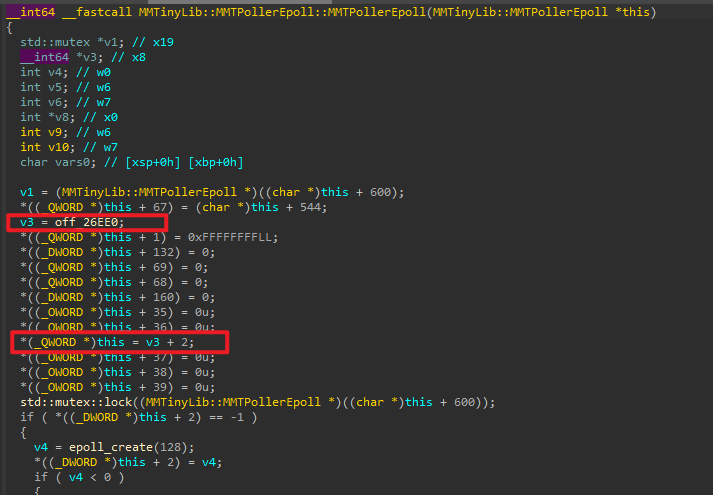 __int64 __fastcall MMTinyLib::MMTPollerEpoll::MMTPollerEpoll(MMTinyLib::MMTPollerEpoll *this)
{
  std::mutex *v1; // x19
  __int64 *v3; // x8
  int v4; // w0
  int v5; // w6
  int v6; // w7
  int *v8; // x0
  int v9; // w6
  int v10; // w7
  char vars0; // [xsp+0h] [xbp+0h]

  v1 = (MMTinyLib::MMTPollerEpoll *)((char *)this + 600);
  *((_QWORD *)this + 67) = (char *)this + 544;
  v3 = off_26EE0;
  *((_QWORD *)this + 1) = 0xFFFFFFFFLL;
  *((_DWORD *)this + 132) = 0;
  *((_QWORD *)this + 69) = 0;
  *((_QWORD *)this + 68) = 0;
  *((_DWORD *)this + 160) = 0;
  *((_OWORD *)this + 35) = 0u;
  *((_OWORD *)this + 36) = 0u;
  *(_QWORD *)this = v3 + 2;
  *((_OWORD *)this + 37) = 0u;
  *((_OWORD *)this + 38) = 0u;
  *((_OWORD *)this + 39) = 0u;
  std::mutex::lock((MMTinyLib::MMTPollerEpoll *)((char *)this + 600));
  if ( *((_DWORD *)this + 2) == -1 )
  {
    v4 = epoll_create(128);
    *((_DWORD *)this + 2) = v4;
    if ( v4 < 0 )
    {